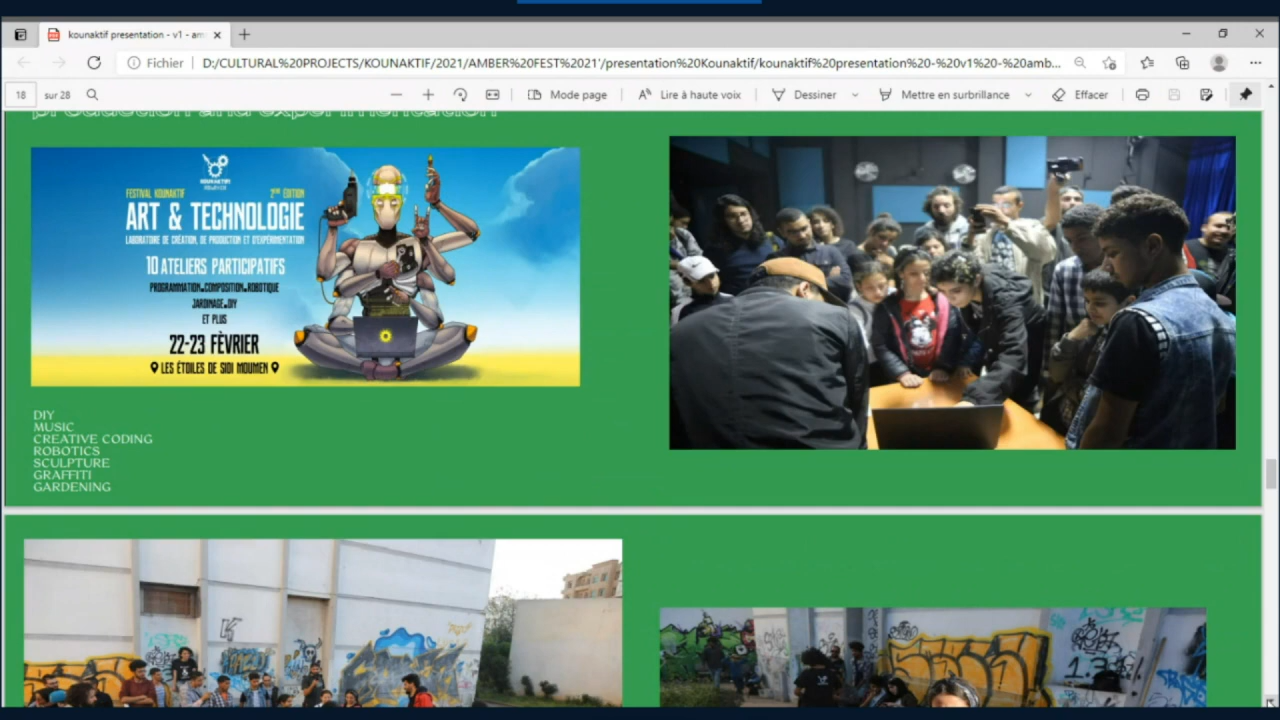 kounaktif presentation - v1 - am
Fichier
D:/CULTURAL%20PROJECTS/KOUNAKTIF/2021/AMBER%20FEST%2021'/presentation%20Kounaktif/kounaktif%20presentation%20-%20v1%20-%20amb...
18 sur 28
Mode page
Lire à haute voix
Dessiner
Mettre en surbrillance
Effacer
production and experimentation
FESTIVAL KOUNAKTIF
2ÈME ÉDITION
ART & TECHNOLOGIE
LABORATOIRE DE CRÉATION, DE PRODUCTION ET D'EXPÉRIMENTATION
10 ATELIERS PARTICIPATIFS
PROGRAMMATION.COMPOSITION.ROBOTIQUE
JARDINAGE.DIY
ET PLUS
22-23 FÈVRIER
LES ÉTOILES DE SIDI MOUMEN
DIY
MUSIC
CREATIVE CODING
ROBOTICS
SCULPTURE
GRAFFITI
GARDENING